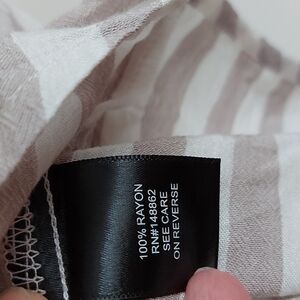 100% RAYON
RN#148862
SEE CARE
ON REVERSE